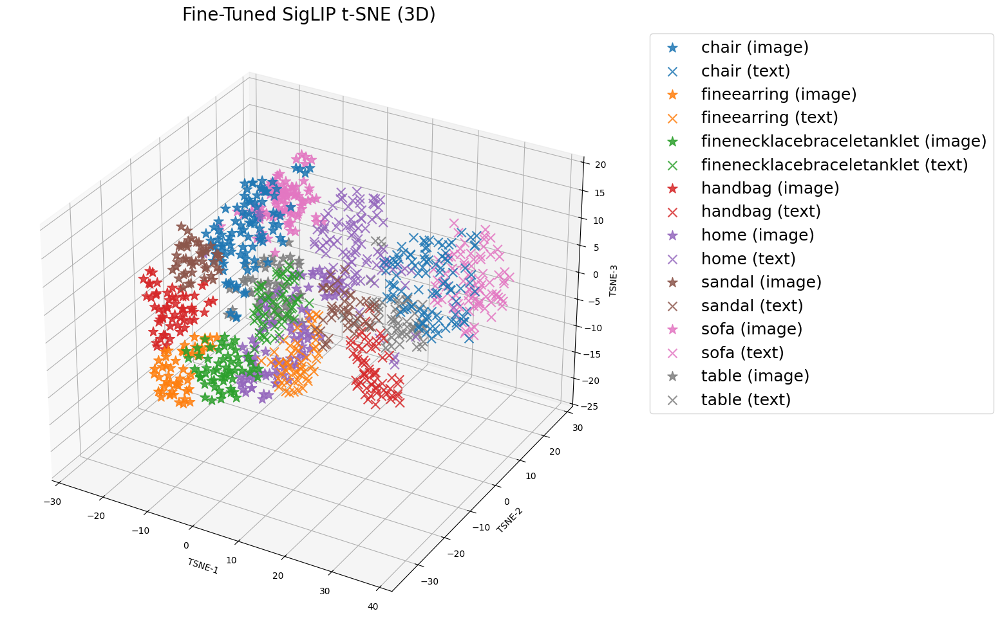 Fine-Tuned SigLIP t-SNE (3D)
chair (image)
chair (text)
fineearring (image)
fineearring (text)
finenecklacebraceletanklet (image)
finenecklacebraceletanklet (text)
handbag (image)
handbag (text)
home (image)
home (text)
sandal (image)
sandal (text)
sofa (image)
sofa (text)
table (image)
table (text)
20
15
10
5
0
−5
−10
−15
−20
−25
TSNE-3
30
20
10
0
−10
−20
−30
TSNE-2
−30
−20
−10
0
10
20
30
40
TSNE-1